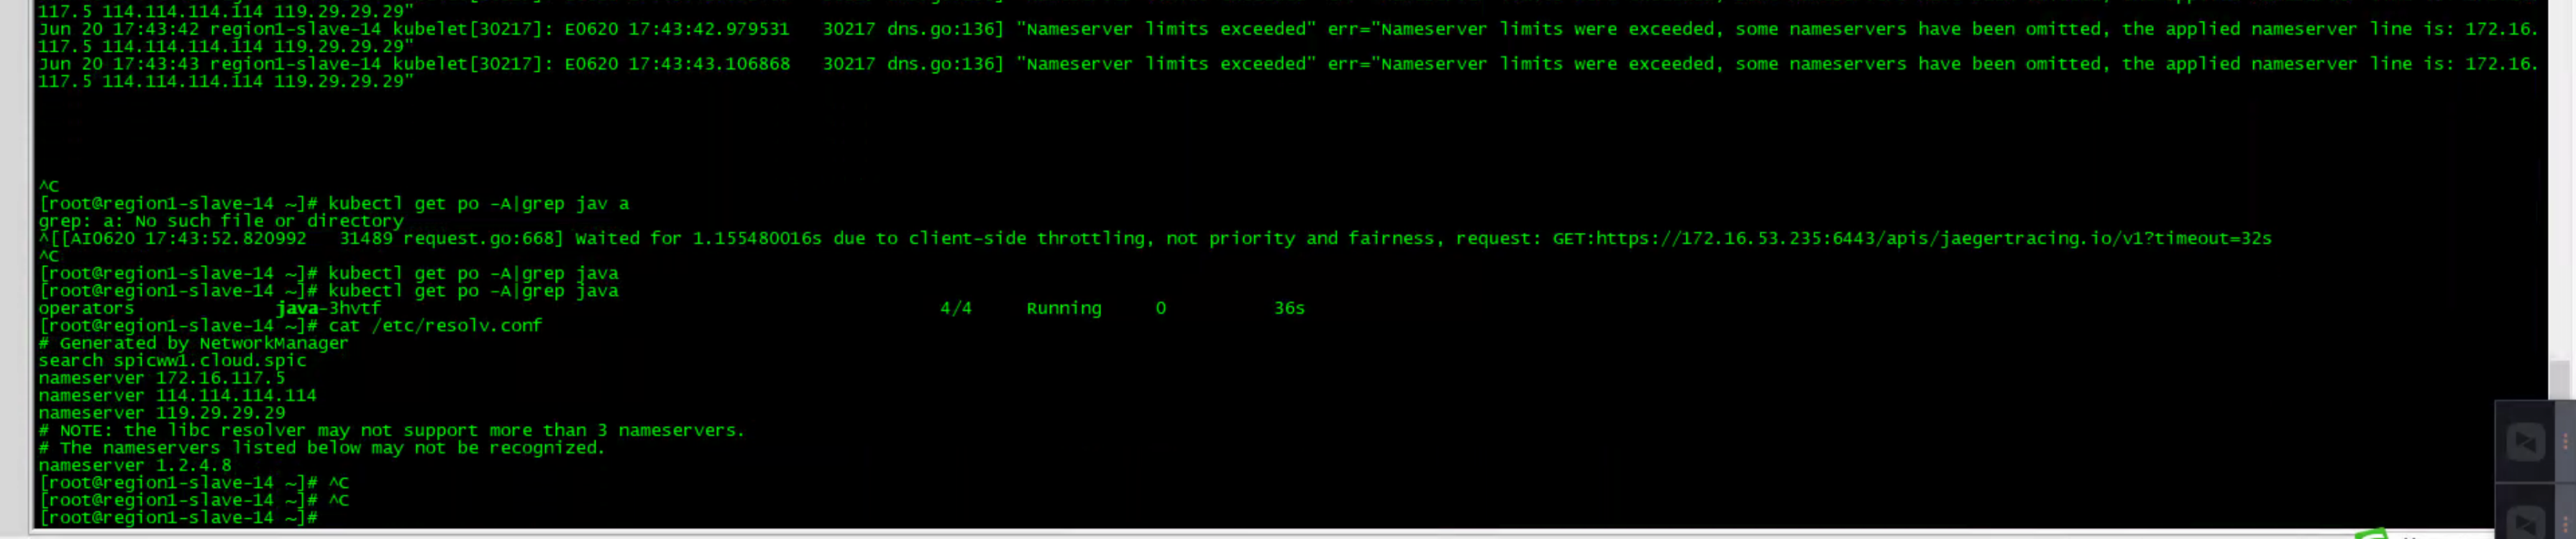 117.5 114.114.114.114 119.29.29.29"
Jun 20 17:43:42 region1-slave-14 kubelet[30217]: E0620 17:43:42.979531   30217 dns.go:136] "Nameserver limits exceeded" err="Nameserver limits were exceeded, some nameservers have been omitted, the applied nameserver line is: 172.16.
117.5 114.114.114.114 119.29.29.29"
Jun 20 17:43:43 region1-slave-14 kubelet[30217]: E0620 17:43:43.106868   30217 dns.go:136] "Nameserver limits exceeded" err="Nameserver limits were exceeded, some nameservers have been omitted, the applied nameserver line is: 172.16.
117.5 114.114.114.114 119.29.29.29"
^C
[root@region1-slave-14 ~]# kubectl get po -A|grep jav a
grep: a: No such file or directory
^[[AI0620 17:43:52.820992   31489 request.go:668] Waited for 1.155480016s due to client-side throttling, not priority and fairness, request: GET:https://172.16.53.235:6443/apis/jaegertracing.io/v1?timeout=32s
^C
[root@region1-slave-14 ~]# kubectl get po -A|grep java
[root@region1-slave-14 ~]# kubectl get po -A|grep java
operators   java-3hvtf   4/4   Running   0   36s
[root@region1-slave-14 ~]# cat /etc/resolv.conf
# Generated by NetworkManager
search spicww1.cloud.spic
nameserver 172.16.117.5
nameserver 114.114.114.114
nameserver 119.29.29.29
# NOTE: the libc resolver may not support more than 3 nameservers.
# The nameservers listed below may not be recognized.
nameserver 1.2.4.8
[root@region1-slave-14 ~]# ^C
[root@region1-slave-14 ~]# ^C
[root@region1-slave-14 ~]#